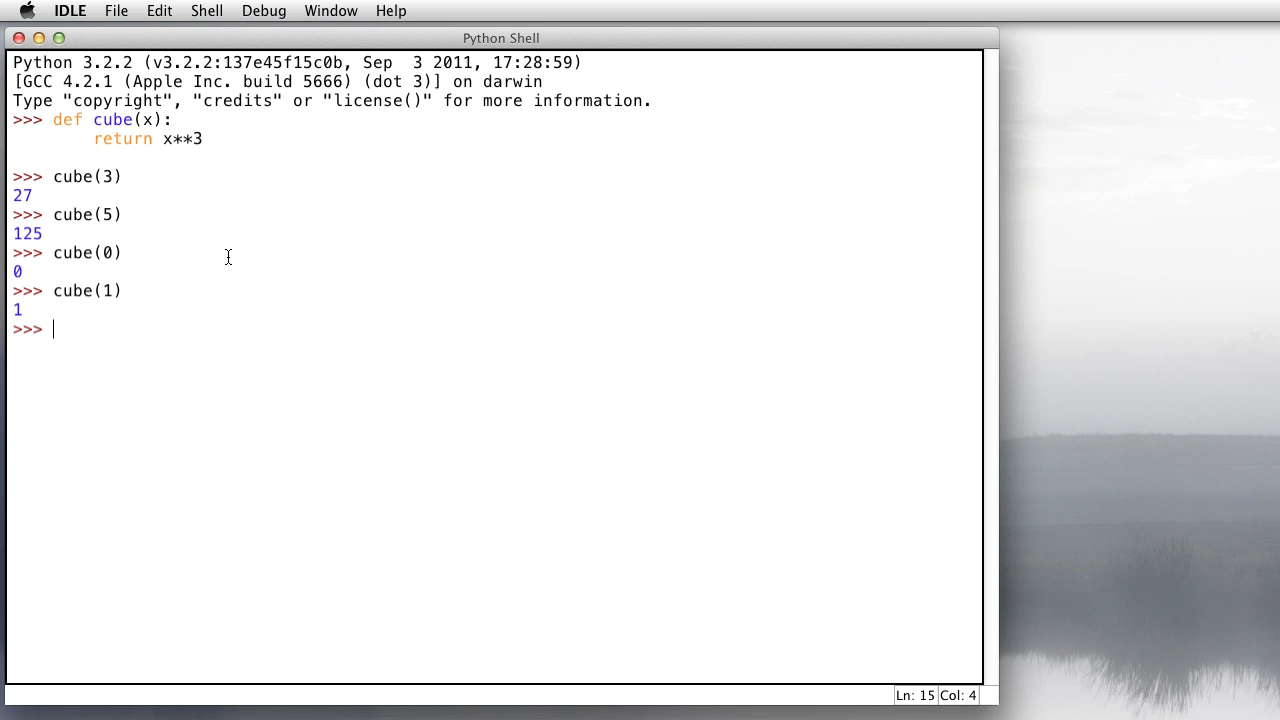 IDLE File Edit Shell Debug Window Help
Python Shell
Python 3.2.2 (v3.2.2:137e45f15c0b, Sep  3 2011, 17:28:59)
[GCC 4.2.1 (Apple Inc. build 5666) (dot 3)] on darwin
Type "copyright", "credits" or "license()" for more information.
>>> def cube(x):
        return x**3
>>> cube(3)
27
>>> cube(5)
125
>>> cube(0)
0
>>> cube(1)
1
>>>
Ln: 15 Col: 4